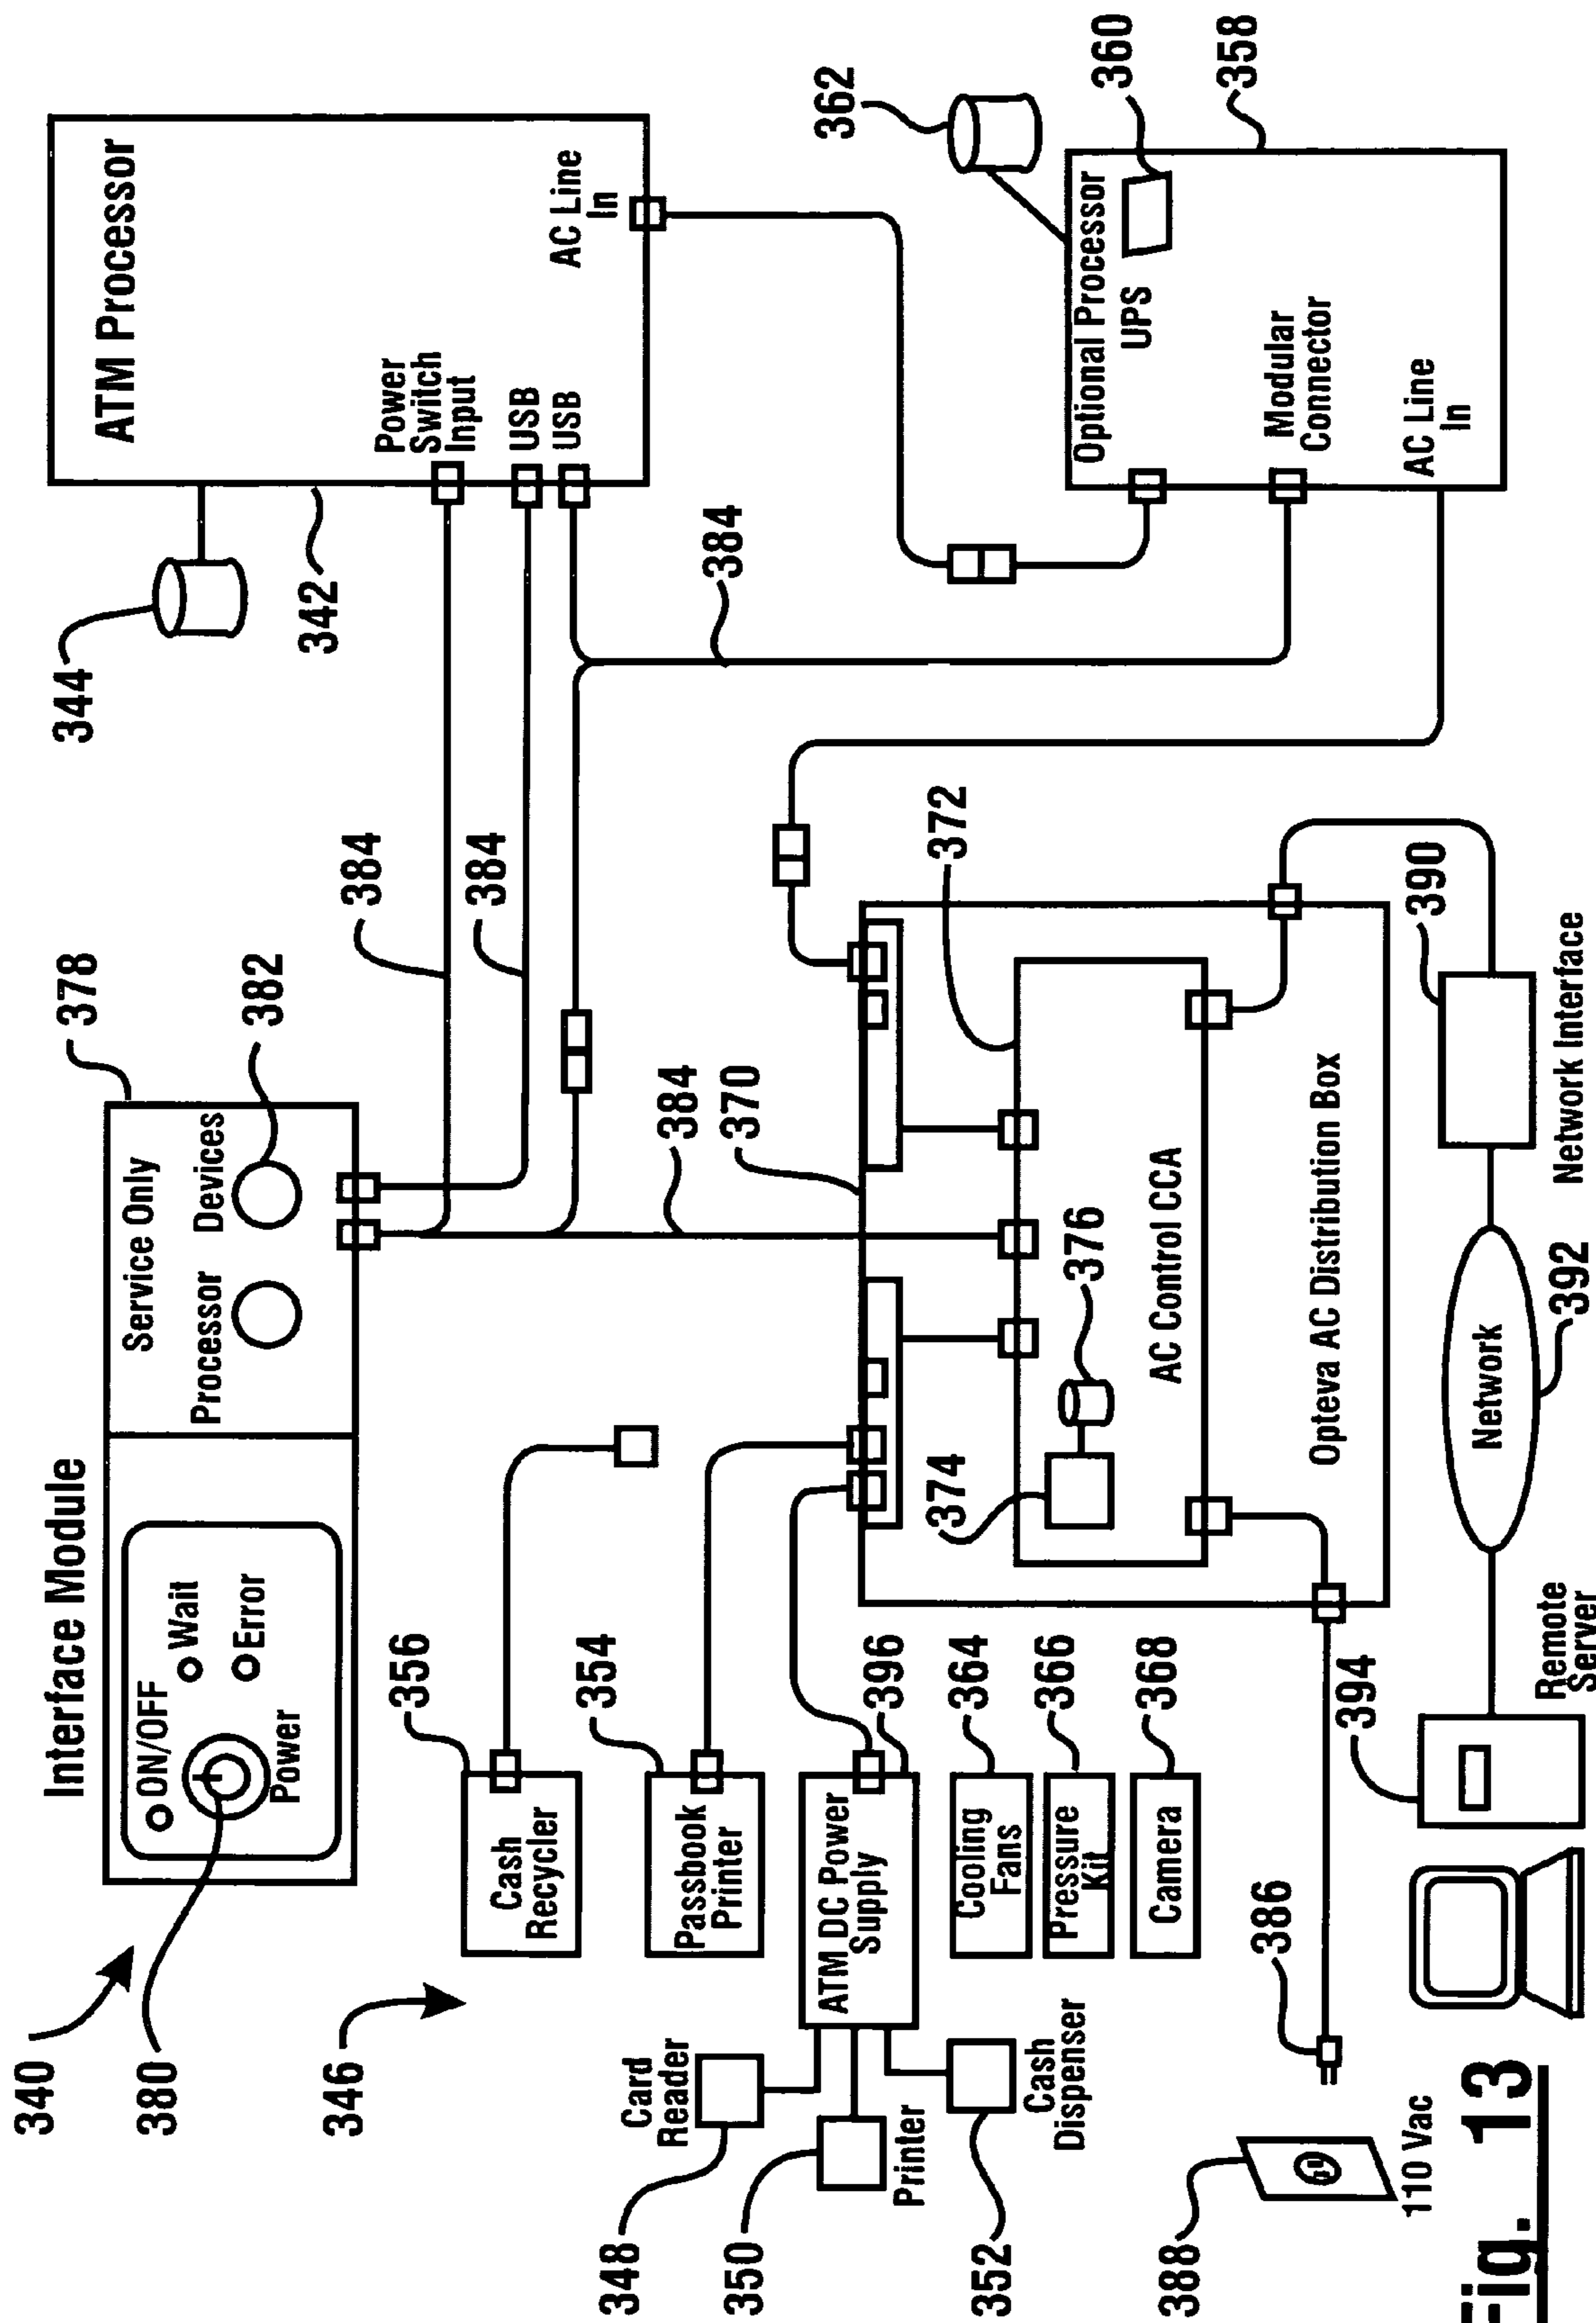 340
380
Interface Module
ON/OFF
Wait
Error
Power
Service Only
Processor
Devices
378
382
384
384
344
342
ATM Processor
Power
Switch
Input
USB
USB
AC Line
In
346
356
Cash
Recycler
354
Passbook
Printer
396
ATM DC Power
Supply
348
Card
Reader
350
Printer
352
Cash
Dispenser
364
Cooling
Fans
366
Pressure
Kit
368
Camera
384
370
372
374
376
AC Control CCA
Opteva AC Distribution Box
384
362
360
358
Optional Processor
UPS
Modular
Connector
AC Line
In
386
388
110 Vac
394
Remote
Server
Network
392
390
Network Interface
Fig. 13